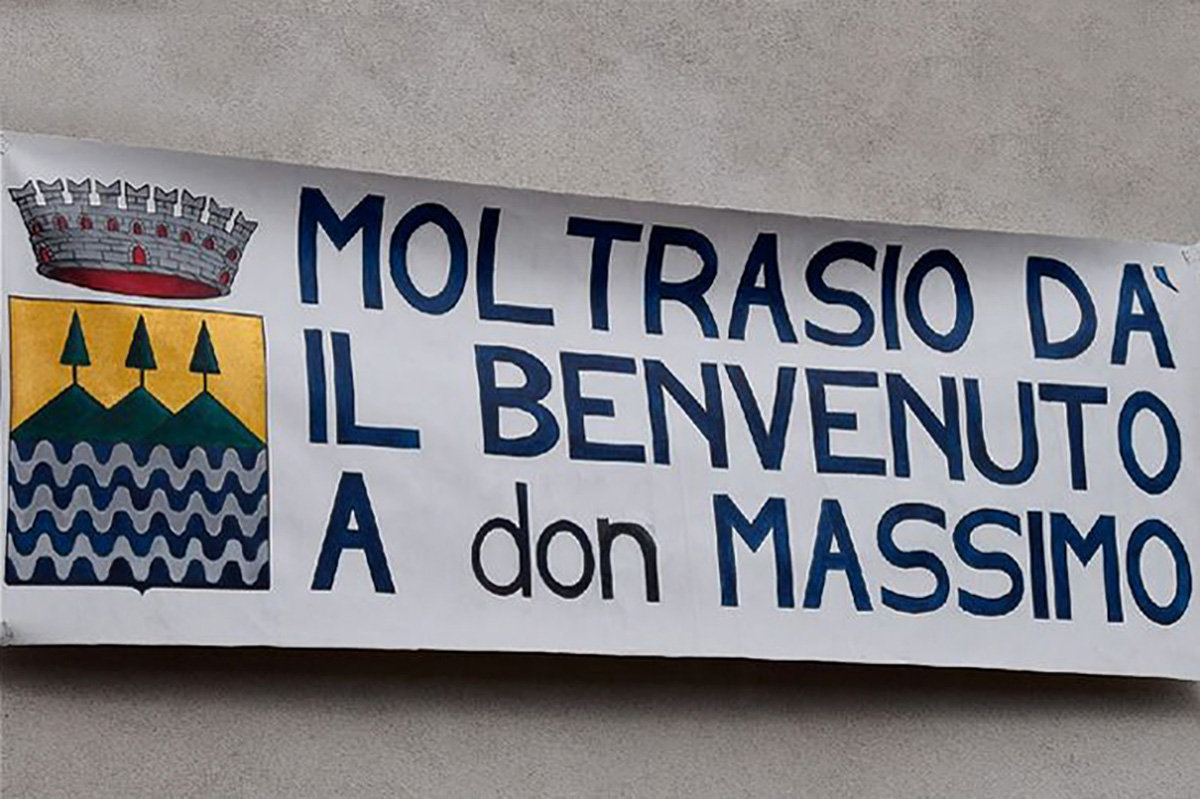 MOLTRASIO DA`
IL BENVENUTO
A don MASSIMO